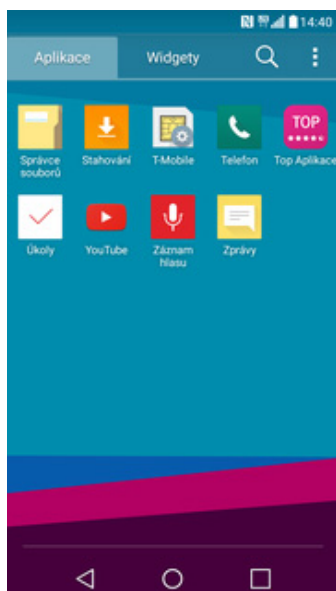 14:40
Aplikace
Widgety
Správce souborů
Stahování
T-Mobile
Telefon
TOP
Top Aplikace
Úkoly
YouTube
Záznam hlasu
Zprávy